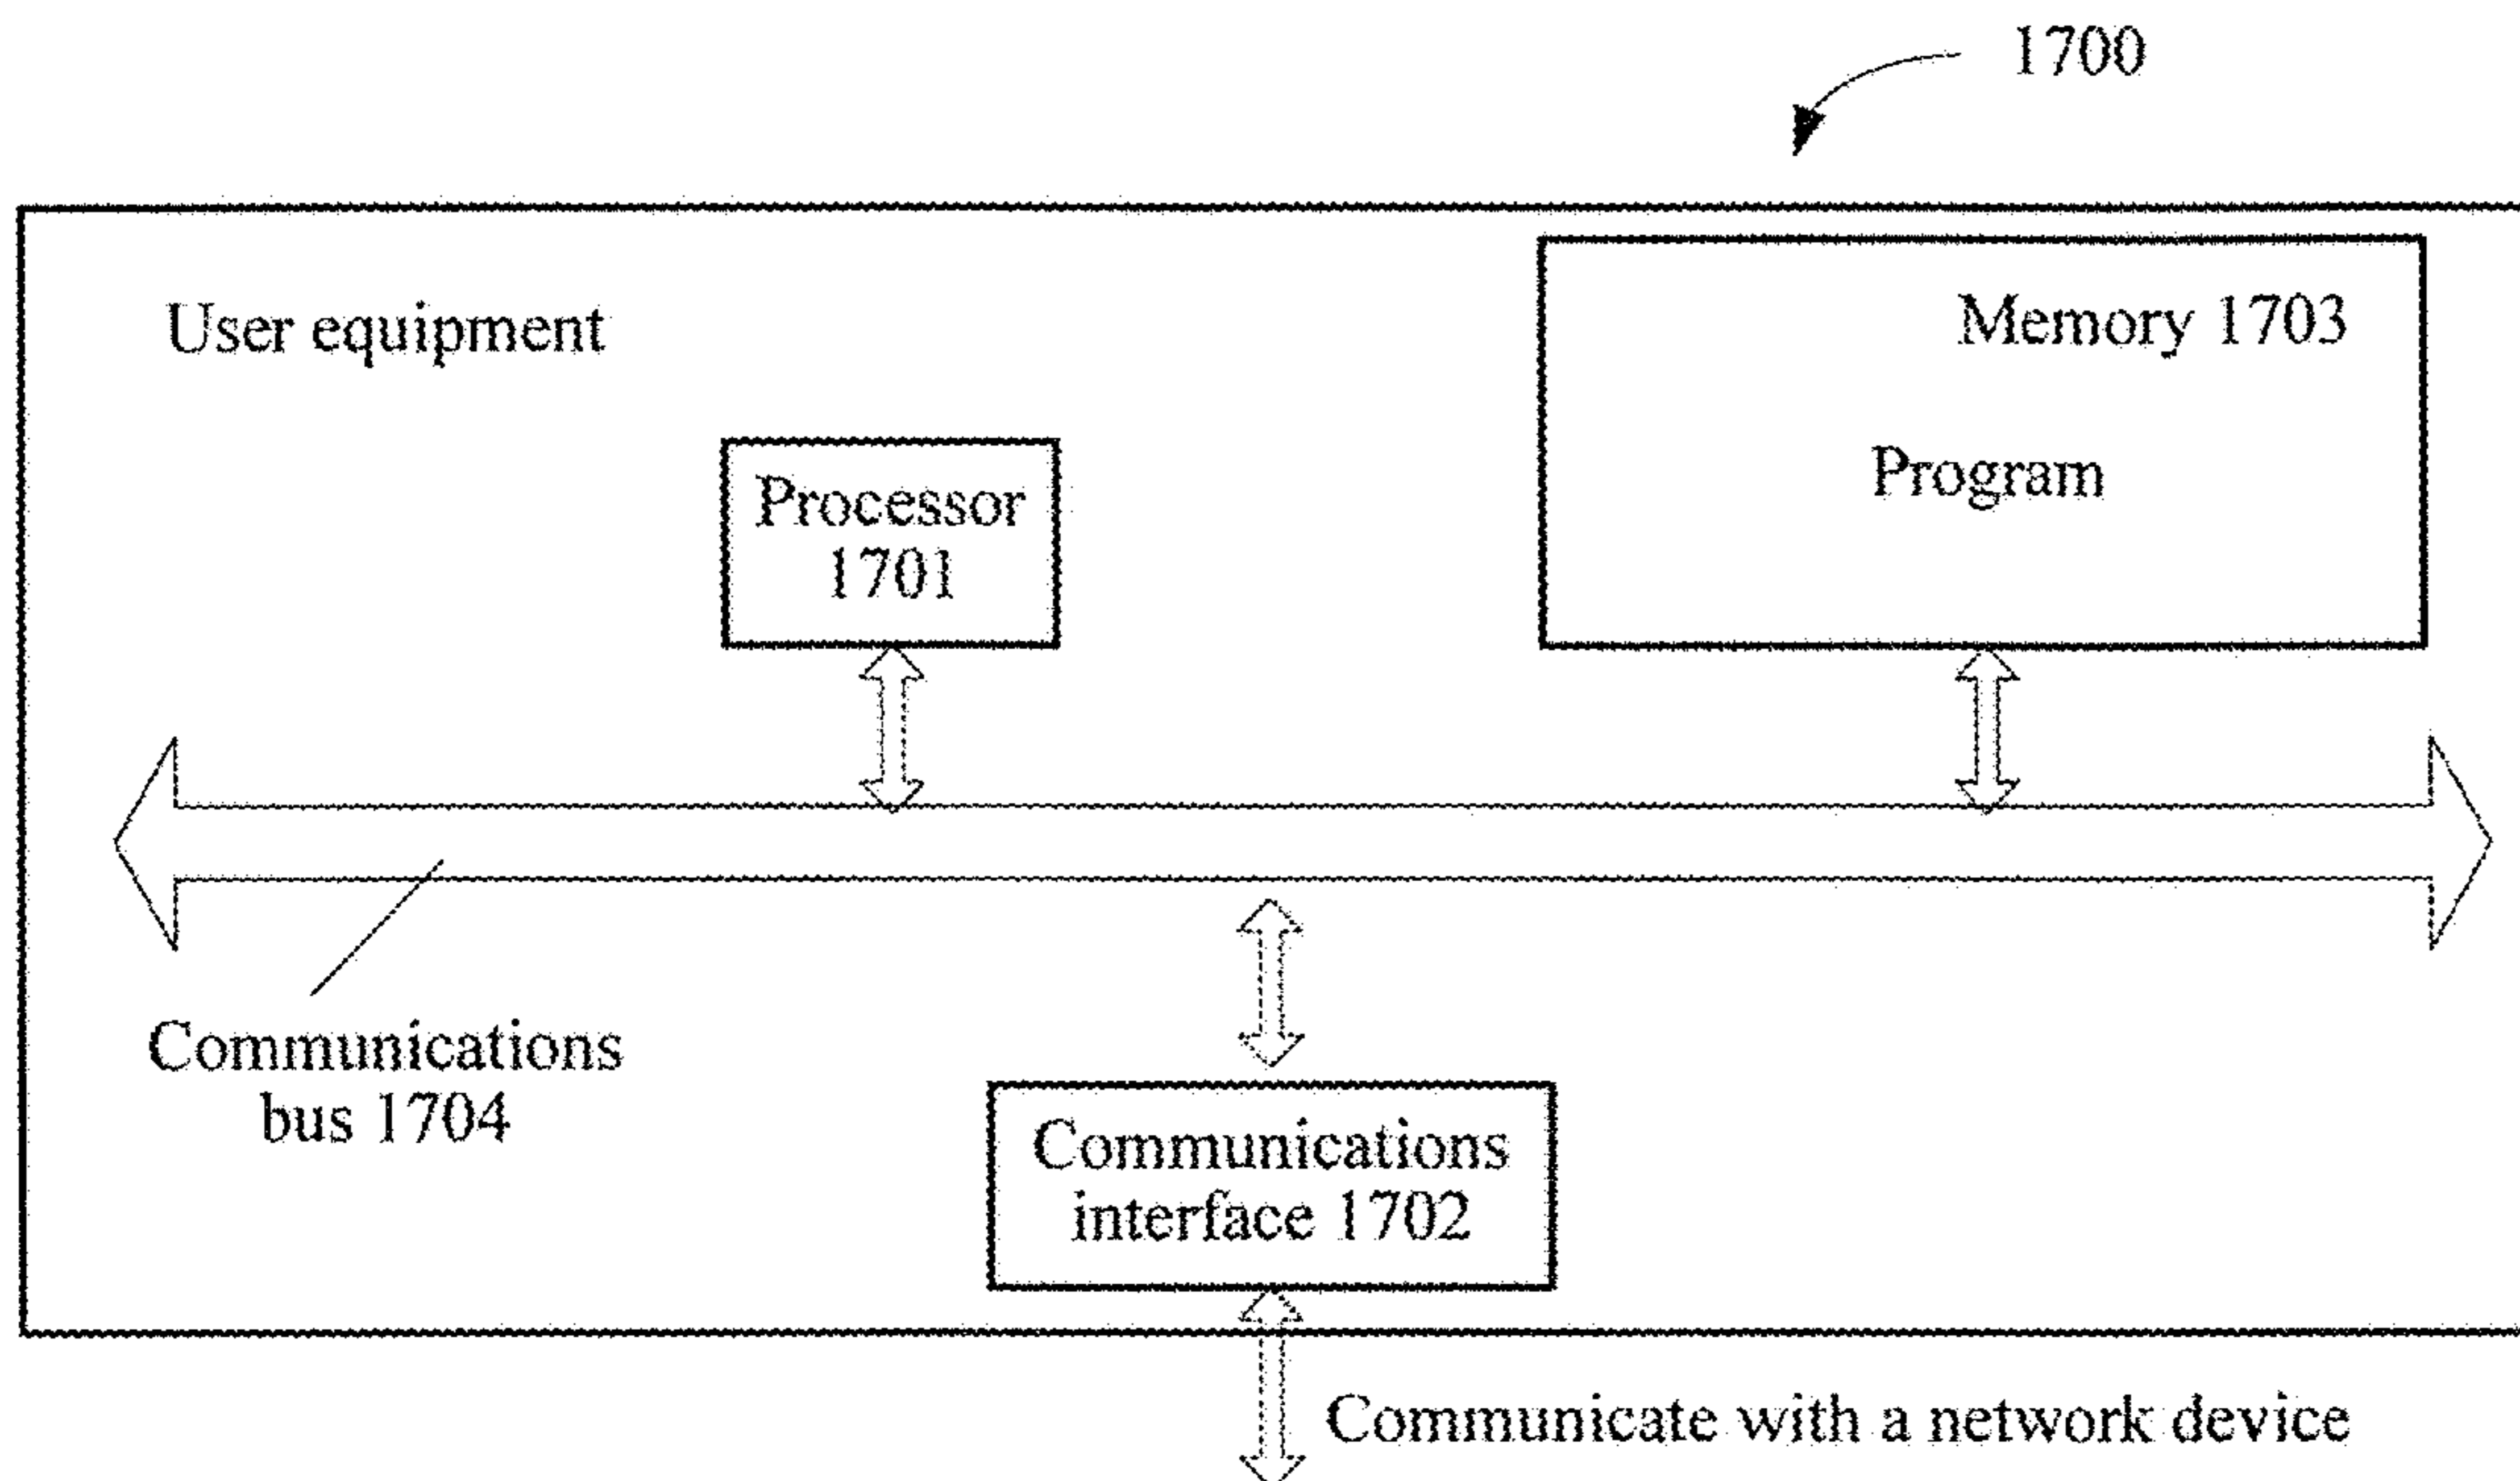 1700
User equipment
Memory 1703
Program
Processor
1701
Communications
bus 1704
Communications
interface 1702
Communicate with a network device